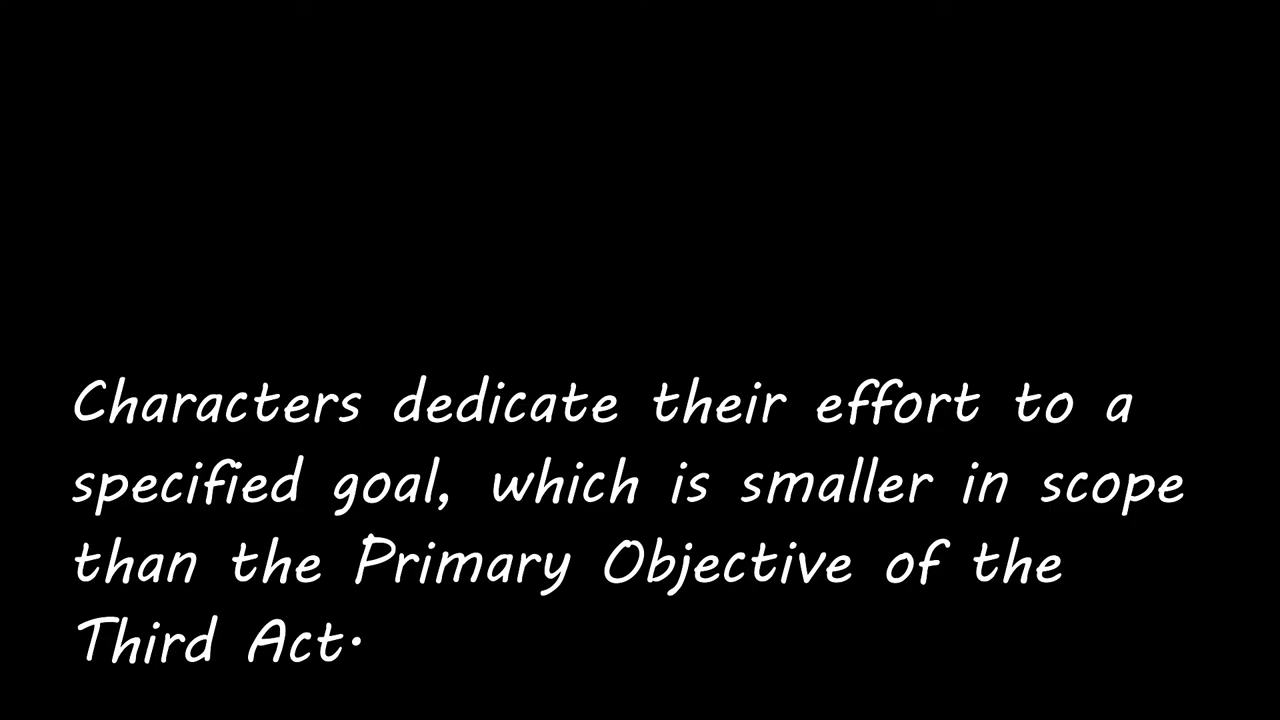 Characters dedicate their effort to a
specified goal, which is smaller in scope
than the Primary Objective of the
Third Act.